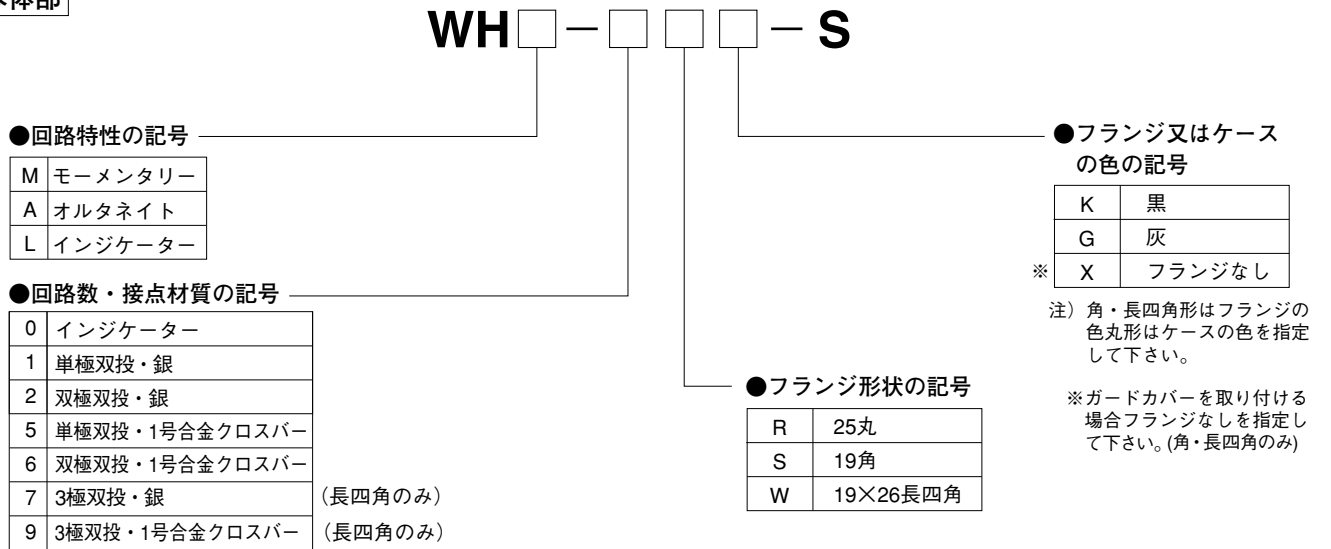 体部
WH□－□ □ □－S
●回路特性の記号
M モーメンタリー
A オルタネイト
L インジケーター
●回路数・接点材質の記号
0 インジケーター
1 単極双投・銀
2 双極双投・銀
5 単極双投・1号合金クロスバー
6 双極双投・1号合金クロスバー
7 3極双投・銀 （長四角のみ）
9 3極双投・1号合金クロスバー （長四角のみ）
●フランジ形状の記号
R 25丸
S 19角
W 19×26長四角
●フランジ又はケース
の色の記号
K 黒
G 灰
※ X フランジなし
注）角・長四角形はフランジの
色丸形はケースの色を指定
して下さい。
※ガードカバーを取り付ける
場合フランジなしを指定し
て下さい。(角・長四角のみ)